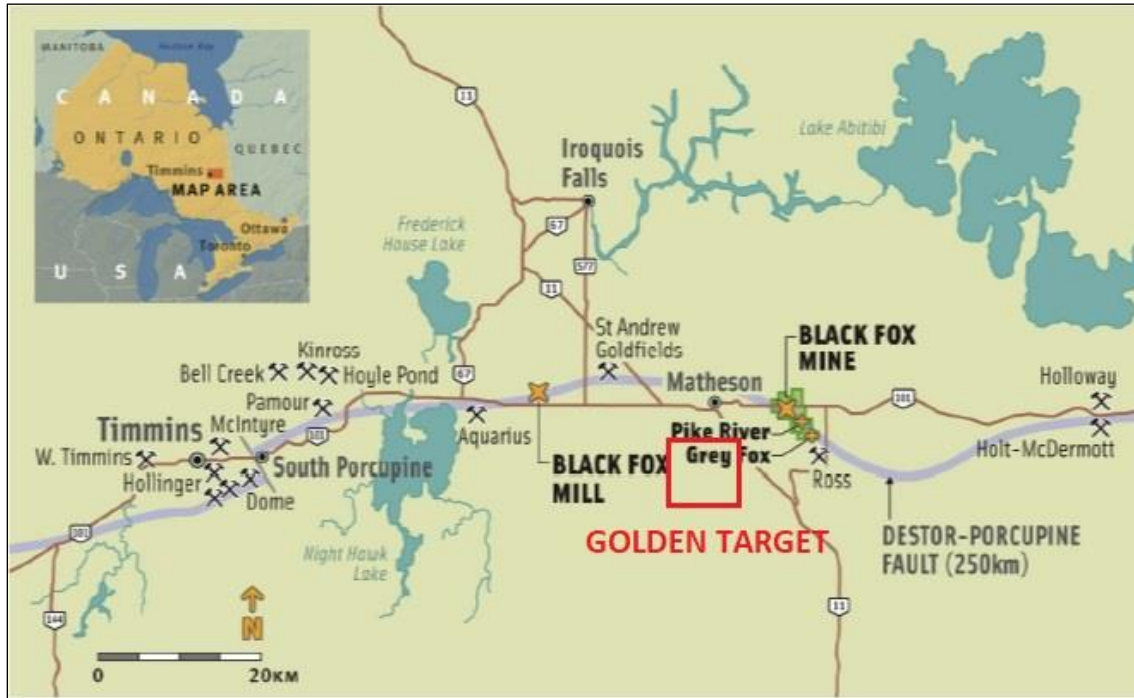 MANITOBA
Hudson Bay
CANADA
ONTARIO
QUEBEC
Timmins
MAP AREA
Ottawa
Toronto
USA
11
Lake Abitibi
Iroquois
Falls
67
Frederick
House Lake
577
11
St Andrew
Goldfields
BLACK FOX
MINE
Kinross
Bell Creek
Hoyle Pond
67
Matheson
101
Holloway
Pamour
McIntyre
Timmins
101
Aquarius
Pike River
Grey Fox
W. Timmins
South Porcupine
Hollinger
Dome
BLACK FOX
MILL
Ross
Holt-McDermott
GOLDEN TARGET
DESTOR-PORCUPINE
FAULT (250km)
101
Night Hawk
Lake
N
144
11
0
20KM